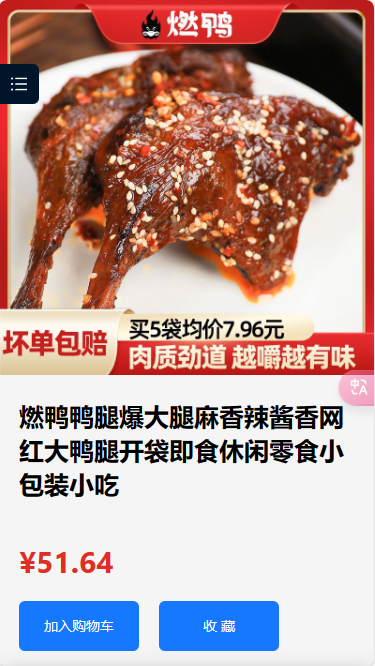 燃鸭
买5袋均价7.96元
坏单包赔
肉质劲道 越嚼越有味
中
A
燃鸭鸭腿爆大腿麻香辣酱香网
红大鸭腿开袋即食休闲零食小
包装小吃
¥51.64
加入购物车
收 藏